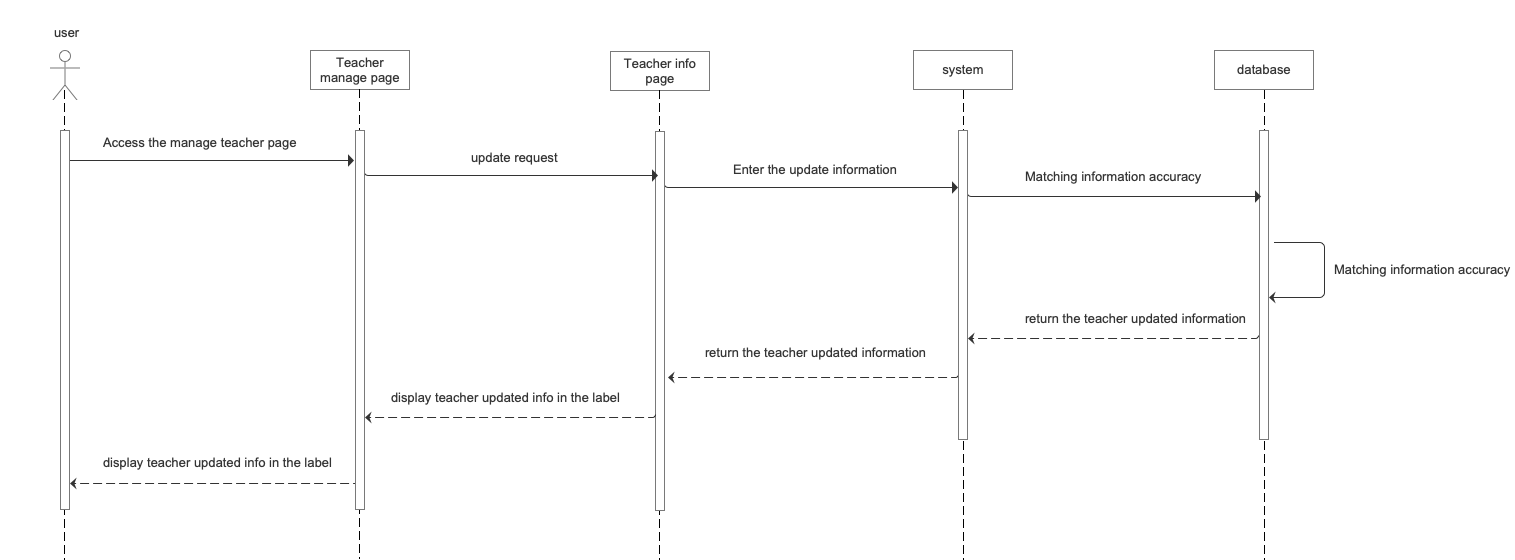 user
Teacher
manage page
Teacher info
page
system
database
Access the manage teacher page
update request
Enter the update information
Matching information accuracy
Matching information accuracy
return the teacher updated information
return the teacher updated information
display teacher updated info in the label
display teacher updated info in the label